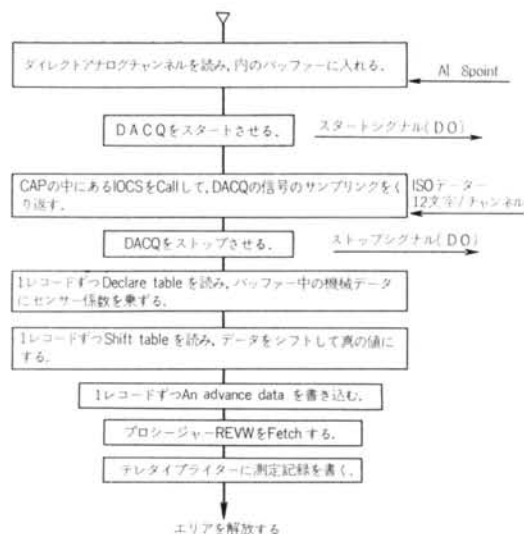 ダイレクトアナログチャンネルを読み, 内のバッファーに入れる.
AI 8point
DACQをスタートさせる.
スタートシグナル(DO)
CAPの中にあるIOCSをCallして, DACQの信号のサンプリンクをく
り返す.
ISOデーター
12文字/チャンネル
DACQをストップさせる.
ストップシグナル(DO)
1レコードずつDeclare tableを読み, バッファー中の機械データ
にセンサー係数を乗ずる.
1レコードずつShift tableを読み, データをシフトして真の値に
する.
1レコードずつAn advance dataを書き込む.
プロシージャーREVWをFetchする.
テレタイプライターに測定記録を書く.
エリアを解放する